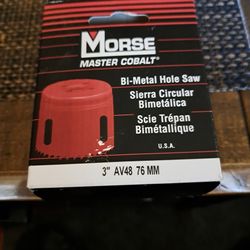 MORSE
MASTER COBALT®
Bi-Metal Hole Saw
Sierra Circular
Bimetálica
Scie Trépan
Bimétallique
U.S.A.
3" AV48 76 MM